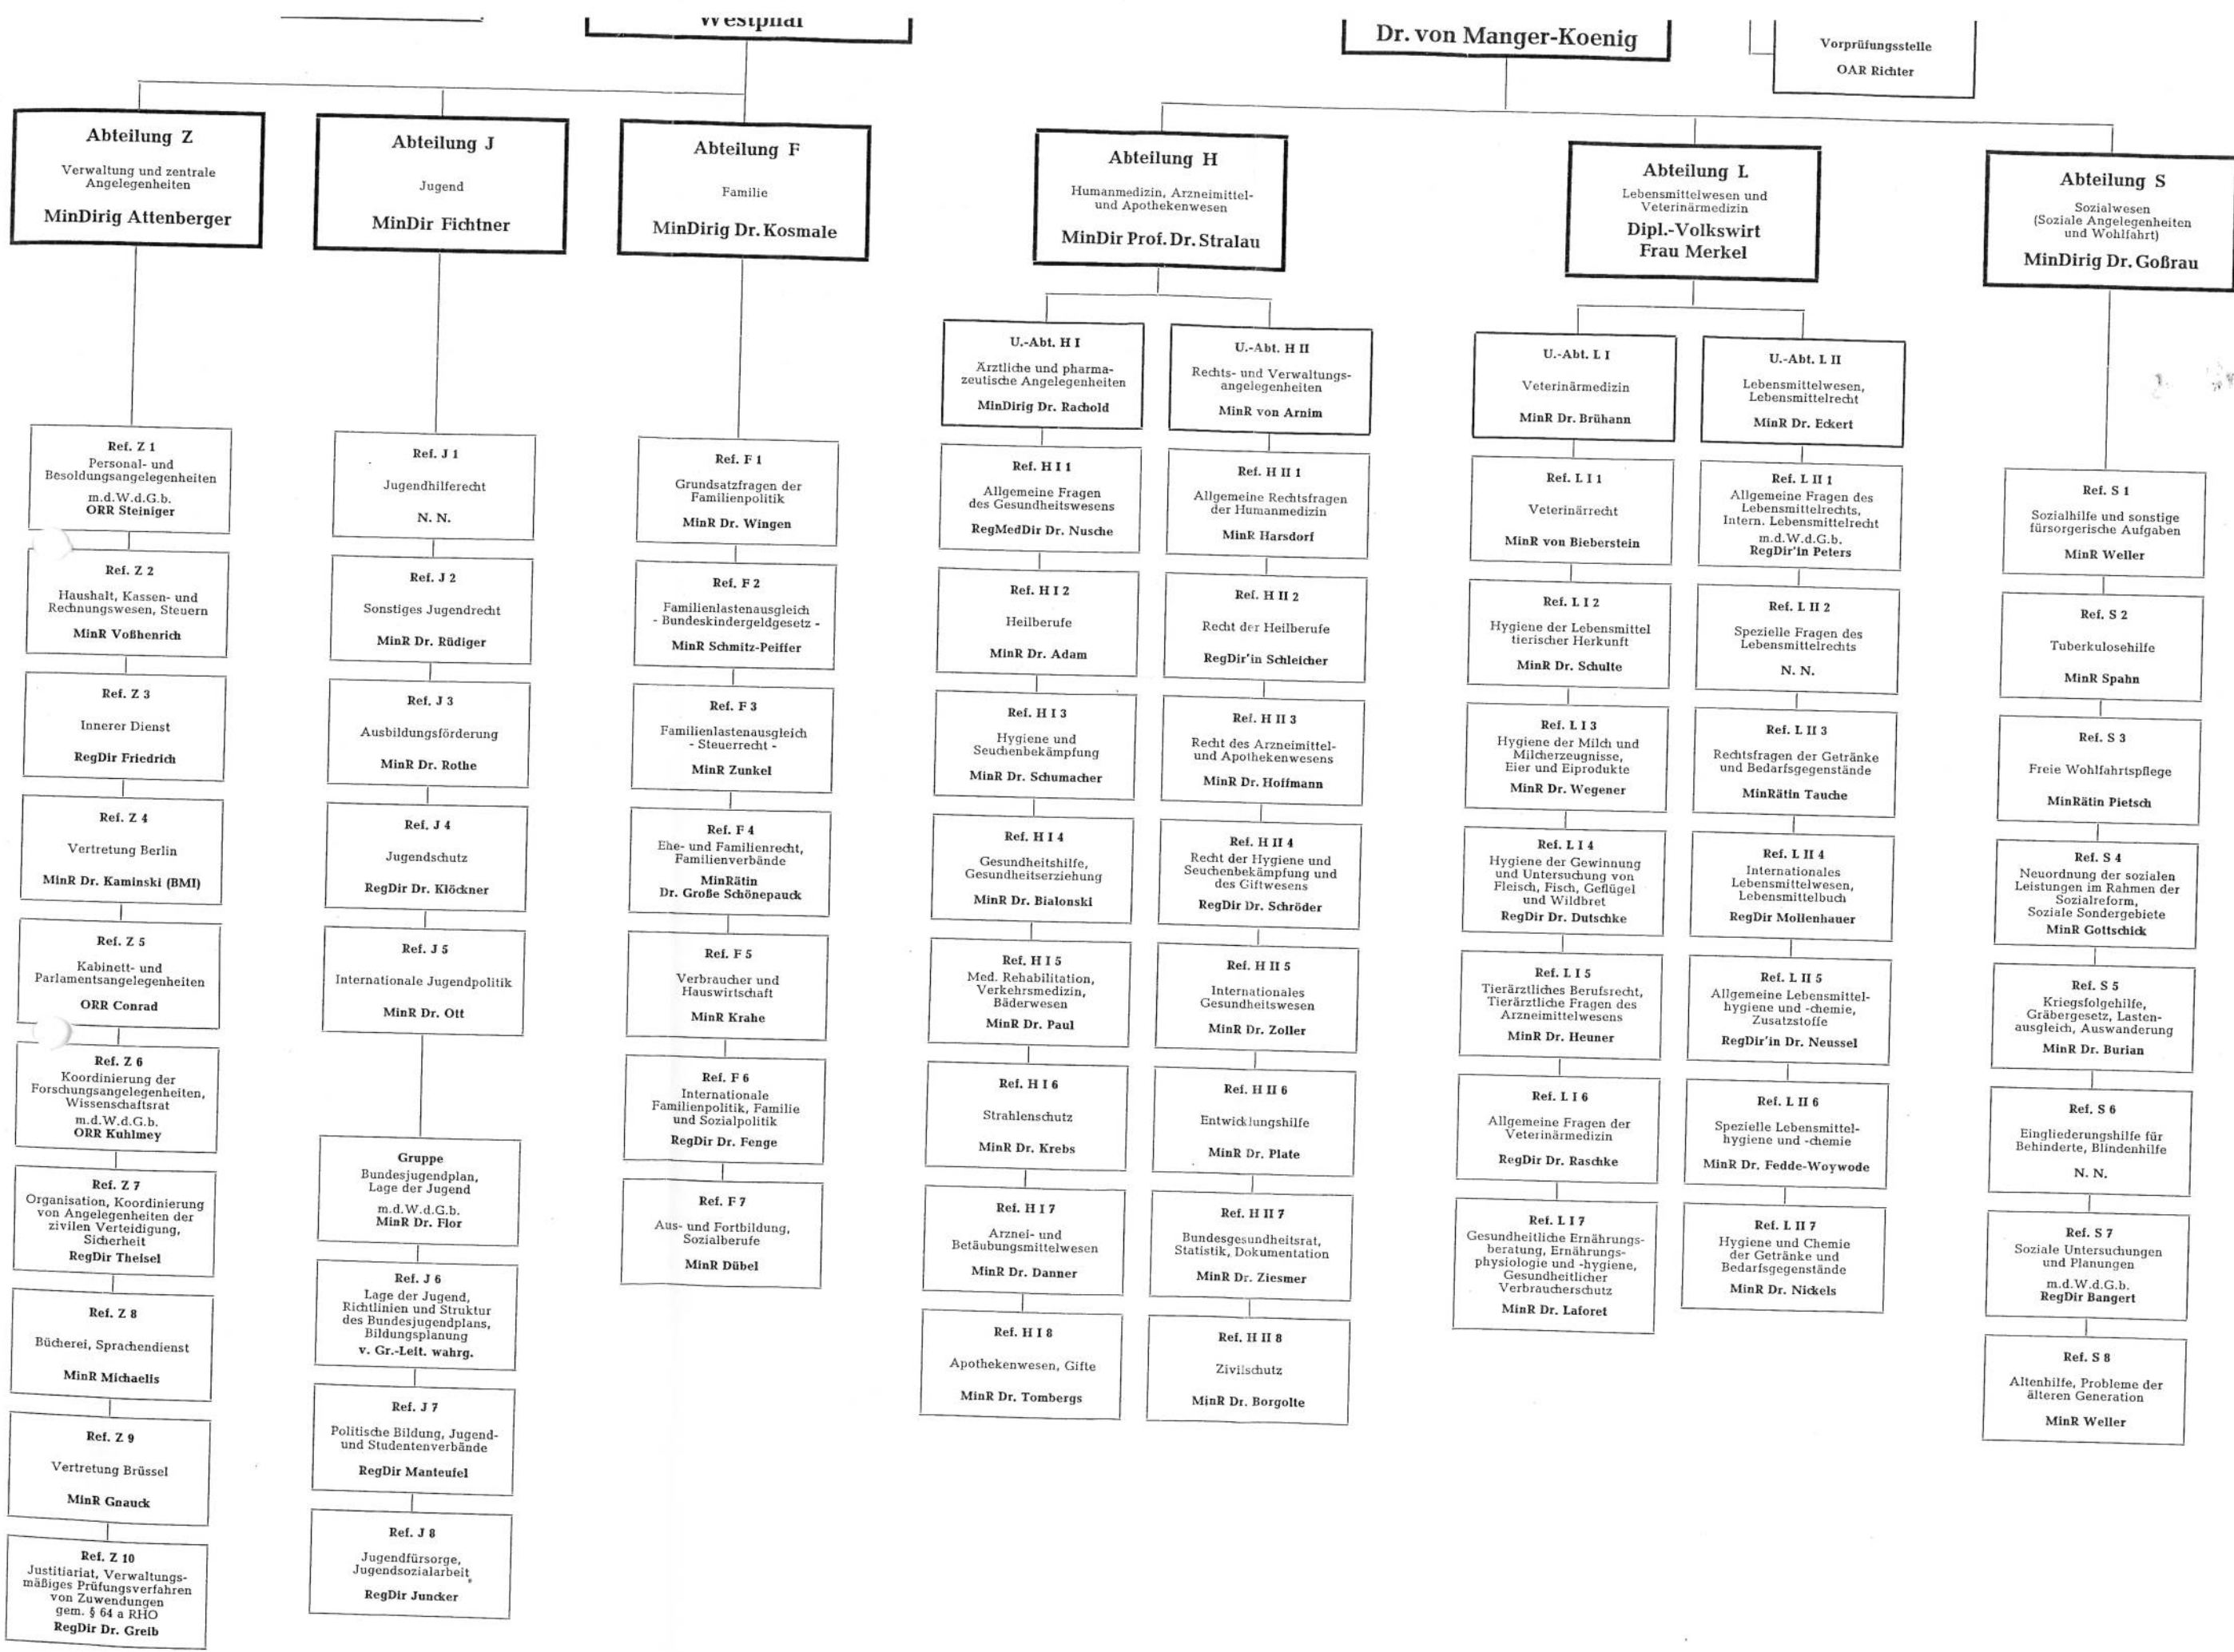 Westphal
Dr. von Manger-Koenig
Vorprüfungsstelle
OAR Richter
Abteilung Z
Verwaltung und zentrale
Angelegenheiten
MinDirig Attenberger
Abteilung J
Jugend
MinDir Fichtner
Abteilung F
Familie
MinDirig Dr. Kosmale
Abteilung H
Humanmedizin, Arzneimittel-
und Apothekenwesen
MinDir Prof. Dr. Stralau
Abteilung L
Lebensmittelwesen und
Veterinärmedizin
Dipl.-Volkswirt
Frau Merkel
Abteilung S
Sozialwesen
(Soziale Angelegenheiten
und Wohlfahrt)
MinDirig Dr. Goßrau
Ref. Z 1
Personal- und
Besoldungsangelegenheiten
m.d.W.d.G.b.
ORR Steiniger
Ref. Z 2
Haushalt, Kassen- und
Rechnungswesen, Steuern
MinR Voßhenrich
Ref. Z 3
Innerer Dienst
RegDir Friedrich
Ref. Z 4
Vertretung Berlin
MinR Dr. Kaminski (BMI)
Ref. Z 5
Kabinett- und
Parlamentsangelegenheiten
ORR Conrad
Ref. Z 6
Koordinierung der
Forschungsangelegenheiten,
Wissenschaftsrat
m.d.W.d.G.b.
ORR Kuhlmey
Ref. Z 7
Organisation, Koordinierung
von Angelegenheiten der
zivilen Verteidigung,
Sicherheit
RegDir Theisel
Ref. Z 8
Bücherei, Sprachendienst
MinR Michaelis
Ref. Z 9
Vertretung Brüssel
MinR Gnauck
Ref. Z 10
Justitiariat, Verwaltungs-
mäßiges Prüfungsverfahren
von Zuwendungen
gem. § 64 a RHO
RegDir Dr. Greib
Ref. J 1
Jugendhilferecht
N. N.
Ref. J 2
Sonstiges Jugendrecht
MinR Dr. Rüdiger
Ref. J 3
Ausbildungsförderung
MinR Dr. Rothe
Ref. J 4
Jugendschutz
RegDir Dr. Klöckner
Ref. J 5
Internationale Jugendpolitik
MinR Dr. Ott
Gruppe
Bundesjugendplan,
Lage der Jugend
m.d.W.d.G.b.
MinR Dr. Flor
Ref. J 6
Lage der Jugend,
Richtlinien und Struktur
des Bundesjugendplans,
Bildungsplanung
v. Gr.-Leit. wahrg.
Ref. J 7
Politische Bildung, Jugend-
und Studentenverbände
RegDir Manteufel
Ref. J 8
Jugendfürsorge,
Jugendsozialarbeit
RegDir Juncker
Ref. F 1
Grundsatzfragen der
Familienpolitik
MinR Dr. Wingen
Ref. F 2
Familienlastenausgleich
- Bundeskindergeldgesetz -
MinR Schmitz-Peiffer
Ref. F 3
Familienlastenausgleich
- Steuerrecht -
MinR Zunkel
Ref. F 4
Ehe- und Familienrecht,
Familienverbände
MinRätin
Dr. Große Schönepauck
Ref. F 5
Verbraucher und
Hauswirtschaft
MinR Krahe
Ref. F 6
Internationale
Familienpolitik, Familie
und Sozialpolitik
RegDir Dr. Fenge
Ref. F 7
Aus- und Fortbildung,
Sozialberufe
MinR Dübel
U.-Abt. H I
Ärztliche und pharma-
zeutische Angelegenheiten
MinDirig Dr. Rachold
Ref. H I 1
Allgemeine Fragen
des Gesundheitswesens
RegMedDir Dr. Nusche
Ref. H I 2
Heilberufe
MinR Dr. Adam
Ref. H I 3
Hygiene und
Seuchenbekämpfung
MinR Dr. Schumacher
Ref. H I 4
Gesundheitshilfe,
Gesundheitserziehung
MinR Dr. Bialonski
Ref. H I 5
Med. Rehabilitation,
Verkehrsmedizin,
Bäderwesen
MinR Dr. Paul
Ref. H I 6
Strahlenschutz
MinR Dr. Krebs
Ref. H I 7
Arznei- und
Betäubungsmittelwesen
MinR Dr. Danner
Ref. H I 8
Apothekenwesen, Gifte
MinR Dr. Tombergs
U.-Abt. H II
Rechts- und Verwaltungs-
angelegenheiten
MinR von Arnim
Ref. H II 1
Allgemeine Rechtsfragen
der Humanmedizin
MinR Harsdorf
Ref. H II 2
Recht der Heilberufe
RegDir'in Schleicher
Ref. H II 3
Recht des Arzneimittel-
und Apothekenwesens
MinR Dr. Hoffmann
Ref. H II 4
Recht der Hygiene und
Seuchenbekämpfung und
des Giftwesens
RegDir Dr. Schröder
Ref. H II 5
Internationales
Gesundheitswesen
MinR Dr. Zoller
Ref. H II 6
Entwicklungshilfe
MinR Dr. Plate
Ref. H II 7
Bundesgesundheitsrat,
Statistik, Dokumentation
MinR Dr. Ziesmer
Ref. H II 8
Zivilschutz
MinR Dr. Borgolte
U.-Abt. L I
Veterinärmedizin
MinR Dr. Brühann
Ref. L I 1
Veterinärrecht
MinR von Bieberstein
Ref. L I 2
Hygiene der Lebensmittel
tierischer Herkunft
MinR Dr. Schulte
Ref. L I 3
Hygiene der Milch und
Milcherzeugnisse,
Eier und Eiprodukte
MinR Dr. Wegener
Ref. L I 4
Hygiene der Gewinnung
und Untersuchung von
Fleisch, Fisch, Geflügel
und Wildbret
RegDir Dr. Dutschke
Ref. L I 5
Tierärztliches Berufsrecht,
Tierärztliche Fragen des
Arzneimittelwesens
MinR Dr. Heuner
Ref. L I 6
Allgemeine Fragen der
Veterinärmedizin
RegDir Dr. Raschke
Ref. L I 7
Gesundheitliche Ernährungs-
beratung, Ernährungs-
physiologie und -hygiene,
Gesundheitlicher
Verbraucherschutz
MinR Dr. Laforet
U.-Abt. L II
Lebensmittelwesen,
Lebensmittelrecht
MinR Dr. Eckert
Ref. L II 1
Allgemeine Fragen des
Lebensmittelrechts,
Intern. Lebensmittelrecht
m.d.W.d.G.b.
RegDir'in Peters
Ref. L II 2
Spezielle Fragen des
Lebensmittelrechts
N. N.
Ref. L II 3
Rechtsfragen der Getränke
und Bedarfsgegenstände
MinRätin Tauche
Ref. L II 4
Internationales
Lebensmittelwesen,
Lebensmittelbuch
RegDir Mollenhauer
Ref. L II 5
Allgemeine Lebensmittel-
hygiene und -chemie,
Zusatzstoffe
RegDir'in Dr. Neussel
Ref. L II 6
Spezielle Lebensmittel-
hygiene und -chemie
MinR Dr. Fedde-Woywode
Ref. L II 7
Hygiene und Chemie
der Getränke und
Bedarfsgegenstände
MinR Dr. Nickels
Ref. S 1
Sozialhilfe und sonstige
fürsorgerische Aufgaben
MinR Weller
Ref. S 2
Tuberkulosehilfe
MinR Spahn
Ref. S 3
Freie Wohlfahrtspflege
MinRätin Pietsch
Ref. S 4
Neuordnung der sozialen
Leistungen im Rahmen der
Sozialreform,
Soziale Sondergebiete
MinR Gottschick
Ref. S 5
Kriegsfolgehilfe,
Gräbergesetz, Lasten-
ausgleich, Auswanderung
MinR Dr. Burian
Ref. S 6
Eingliederungshilfe für
Behinderte, Blindenhilfe
N. N.
Ref. S 7
Soziale Untersuchungen
und Planungen
m.d.W.d.G.b.
RegDir Bangert
Ref. S 8
Altenhilfe, Probleme der
älteren Generation
MinR Weller